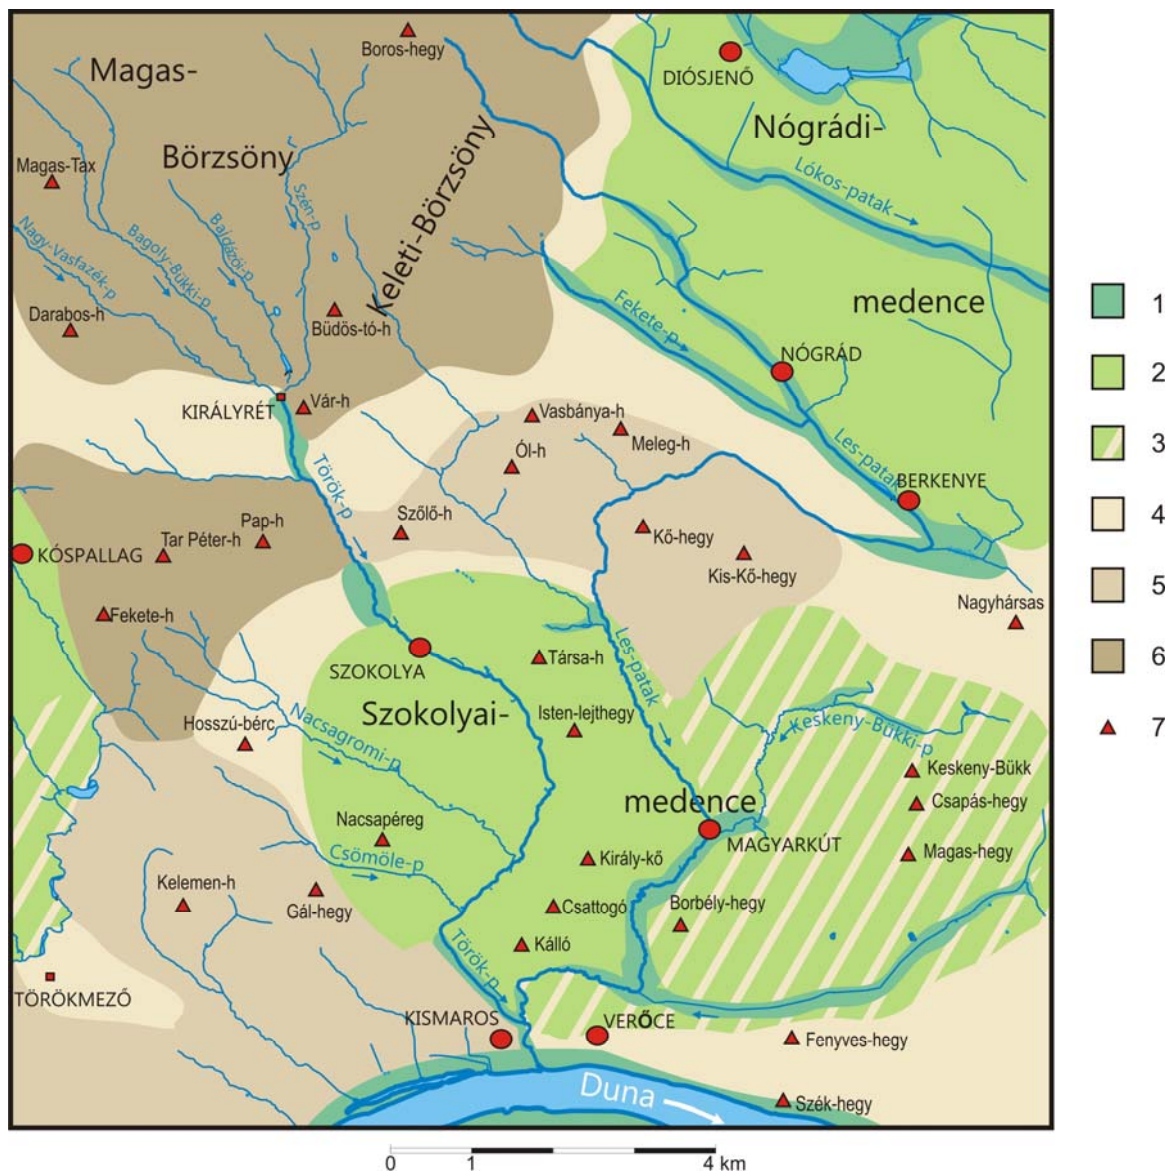 Boros-hegy
Magas-
DIÓSJENŐ
Nógrádi-
Börzsöny
Magas-Tax
Lókos-patak
Szén-p
Keleti-Börzsöny
Nagy-Vasfazék-p
Bagoly-Bükki-p
Bajdázói-p
Darabos-h
Büdös-tó-h
Fekete-p
medence
NÓGRÁD
KIRÁLYRÉT
Vár-h
Vasbánya-h
Meleg-h
Ól-h
Les-patak
BERKENYE
Török-p
Szőlő-h
Pap-h
Tar Péter-h
KÓSPALLAG
Kő-hegy
Kis-Kő-hegy
Nagyhársas
Fekete-h
Les-patak
SZOKOLYA
Társa-h
Nacsagromi-p
Szokolyai-
Isten-lejthegy
Hosszú-bérc
Keskeny-Bükki-p
Keskeny-Bükk
medence
Csapás-hegy
Nacsapéreg
MAGYARKÚT
Csömöle-p
Király-kő
Magas-hegy
Kelemen-h
Gál-hegy
Csattogó
Borbély-hegy
Kálló
Török-p
TÖRÖKMEZŐ
KISMAROS
VERŐCE
Fenyves-hegy
Duna
Szék-hegy
1
2
3
4
5
6
7
0 1 4 km